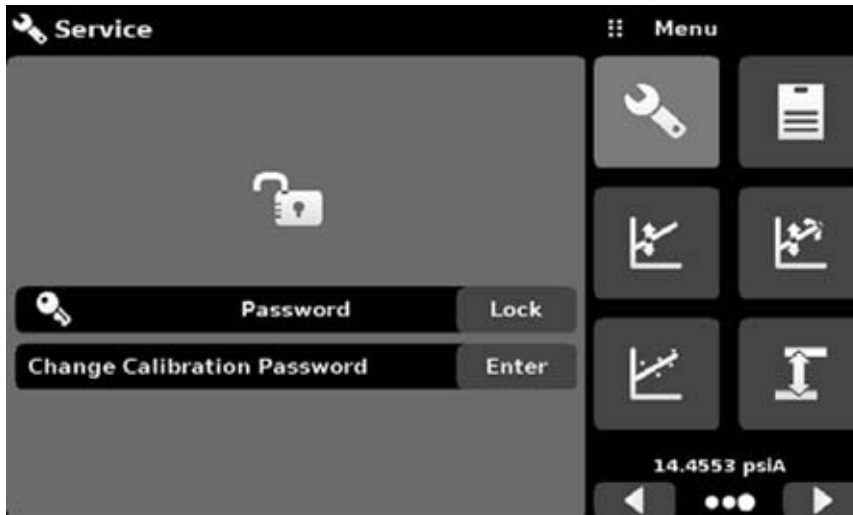 Service
Menu
Password Lock
Change Calibration Password Enter
14.4553 psiA